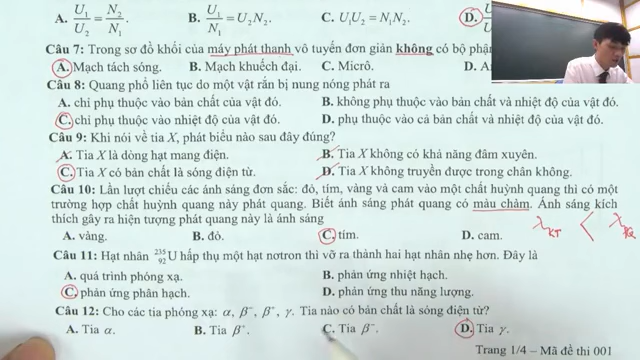 A. U₁/U₂ = N₂/N₁. B. U₁/N₁ = U₂N₂. C. U₁U₂ = N₁N₂. D.
Câu 7: Trong sơ đồ khối của máy phát thanh vô tuyến đơn giản không có bộ phận
A. Mạch tách sóng. B. Mạch khuếch đại. C. Micrô. D.
Câu 8: Quang phổ liên tục do một vật rắn bị nung nóng phát ra
A. chỉ phụ thuộc vào bản chất của vật đó. B. không phụ thuộc vào bản chất và nhiệt độ của vật đó.
C. chỉ phụ thuộc vào nhiệt độ của vật đó. D. phụ thuộc vào cả bản chất và nhiệt độ của vật đó.
Câu 9: Khi nói về tia X, phát biểu nào sau đây đúng?
A. Tia X là dòng hạt mang điện. B. Tia X không có khả năng đâm xuyên.
C. Tia X có bản chất là sóng điện từ. D. Tia X không truyền được trong chân không.
Câu 10: Lần lượt chiếu các ánh sáng đơn sắc: đỏ, tím, vàng và cam vào một chất huỳnh quang thì có một
trường hợp chất huỳnh quang này phát quang. Biết ánh sáng phát quang có màu chàm. Ánh sáng kích
thích gây ra hiện tượng phát quang này là ánh sáng
λKT < λPQ
A. vàng. B. đỏ. C. tím. D. cam.
Câu 11: Hạt nhân ²³⁵₉₂U hấp thụ một hạt nơtron thì vỡ ra thành hai hạt nhân nhẹ hơn. Đây là
A. quá trình phóng xạ. B. phản ứng nhiệt hạch.
C. phản ứng phân hạch. D. phản ứng thu năng lượng.
Câu 12: Cho các tia phóng xạ: α, β⁻, β⁺, γ. Tia nào có bản chất là sóng điện từ?
A. Tia α. B. Tia β⁺. C. Tia β⁻. D. Tia γ.
Trang 1/4 – Mã đề thi 001